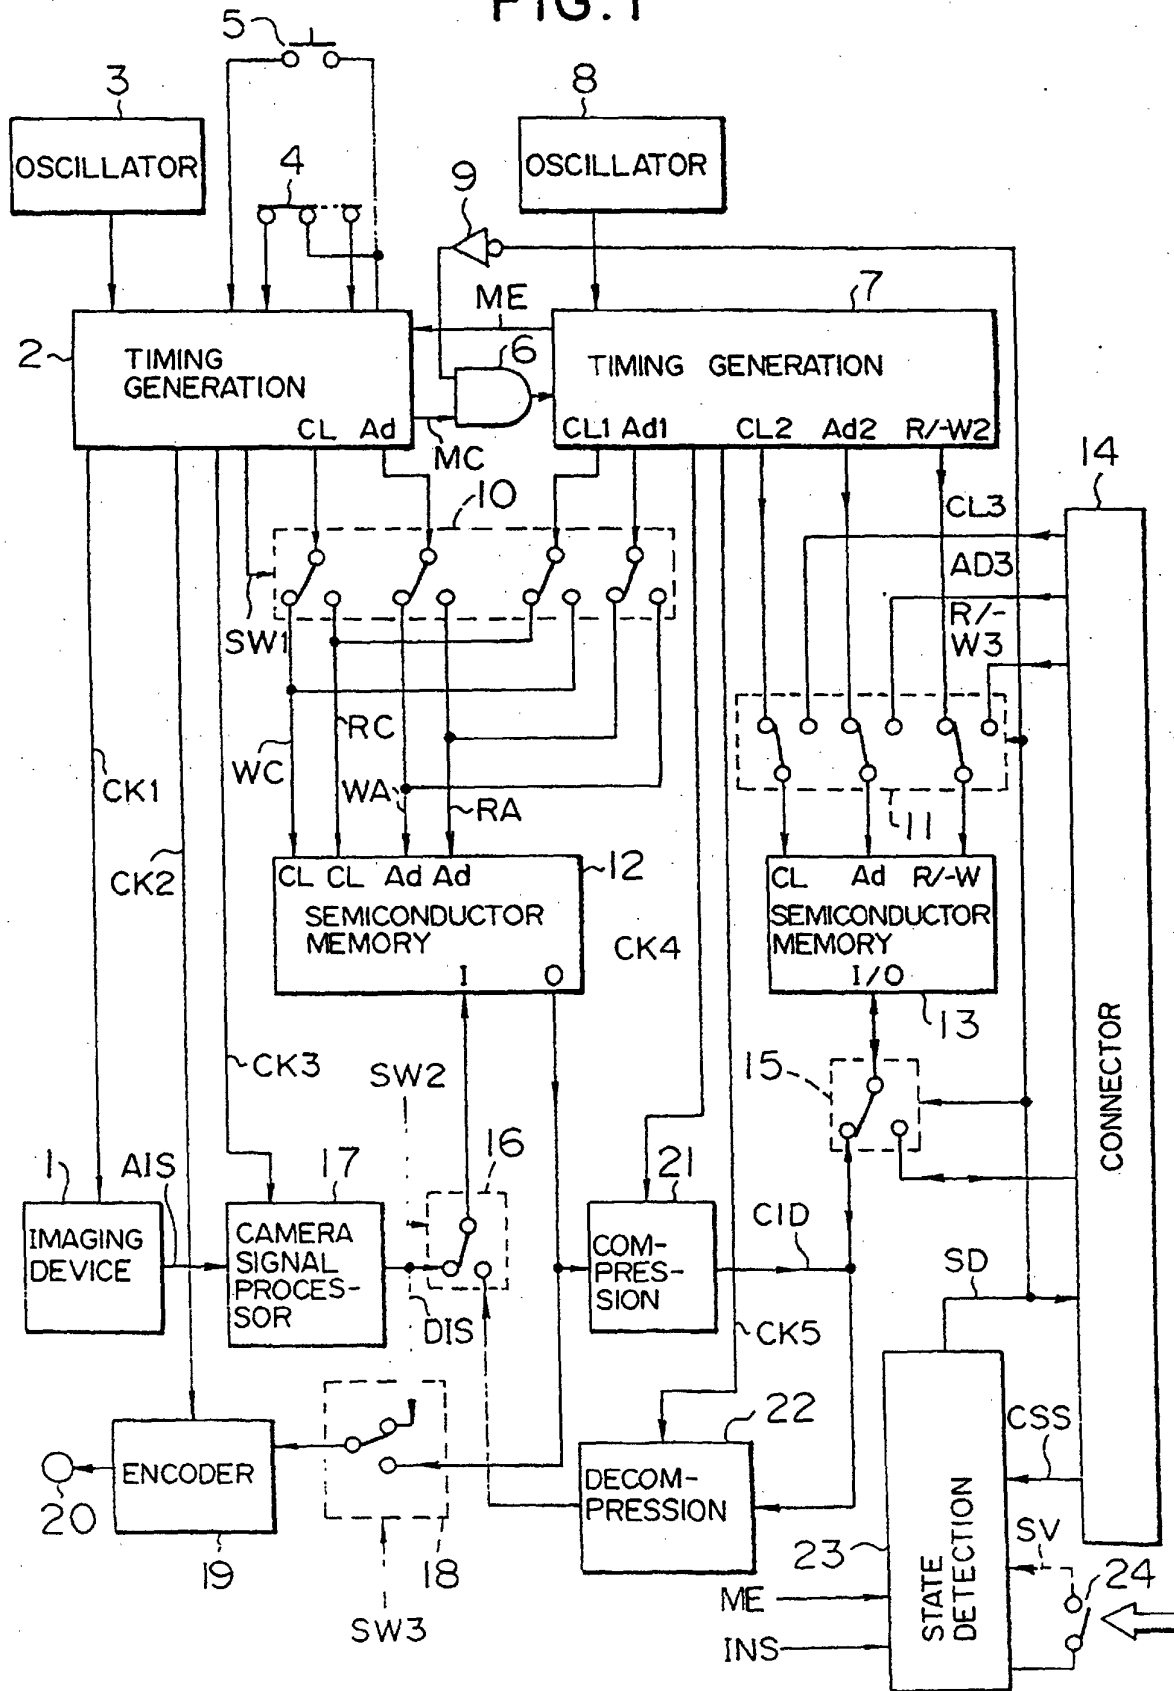 FIG.1
5
3
8
OSCILLATOR
4
OSCILLATOR
9
ME
7
2
TIMING
GENERATION
6
TIMING GENERATION
CL Ad
MC
CL1 Ad1 CL2 Ad2 R/-W2
14
10
CL3
AD3
R/-
W3
SW1
RC
WC
WA
RA
CK1
11
CK2
12
CL CL Ad Ad
SEMICONDUCTOR
MEMORY
I O
CK4
CL Ad R/-W
SEMICONDUCTOR
MEMORY
I/O
13
CONNECTOR
CK3
SW2
15
1
AIS
17
16
21
IMAGING
DEVICE
CAMERA
SIGNAL
PROCES-
SOR
COM-
PRES-
SION
CID
SD
DIS
CK5
22
CSS
ENCODER
DECOM-
PRESSION
20
19
18
23
SV
24
STATE
DETECTION
ME
SW3
INS